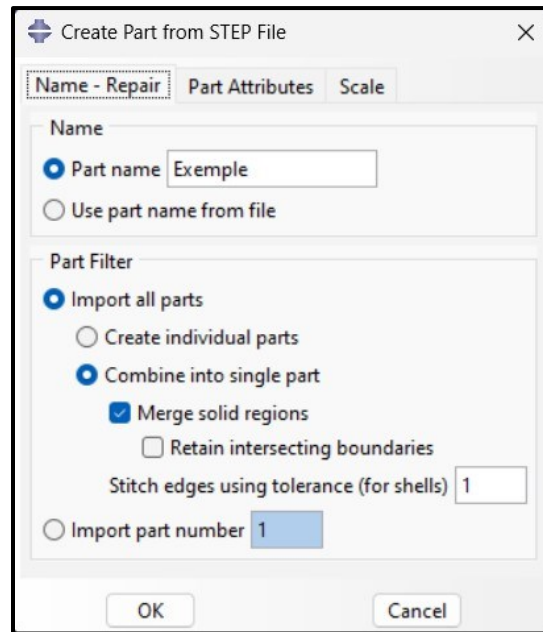 Create Part from STEP File
Name - Repair Part Attributes Scale
Name
Part name Exemple
Use part name from file
Part Filter
Import all parts
Create individual parts
Combine into single part
Merge solid regions
Retain intersecting boundaries
Stitch edges using tolerance (for shells) 1
Import part number 1
OK Cancel